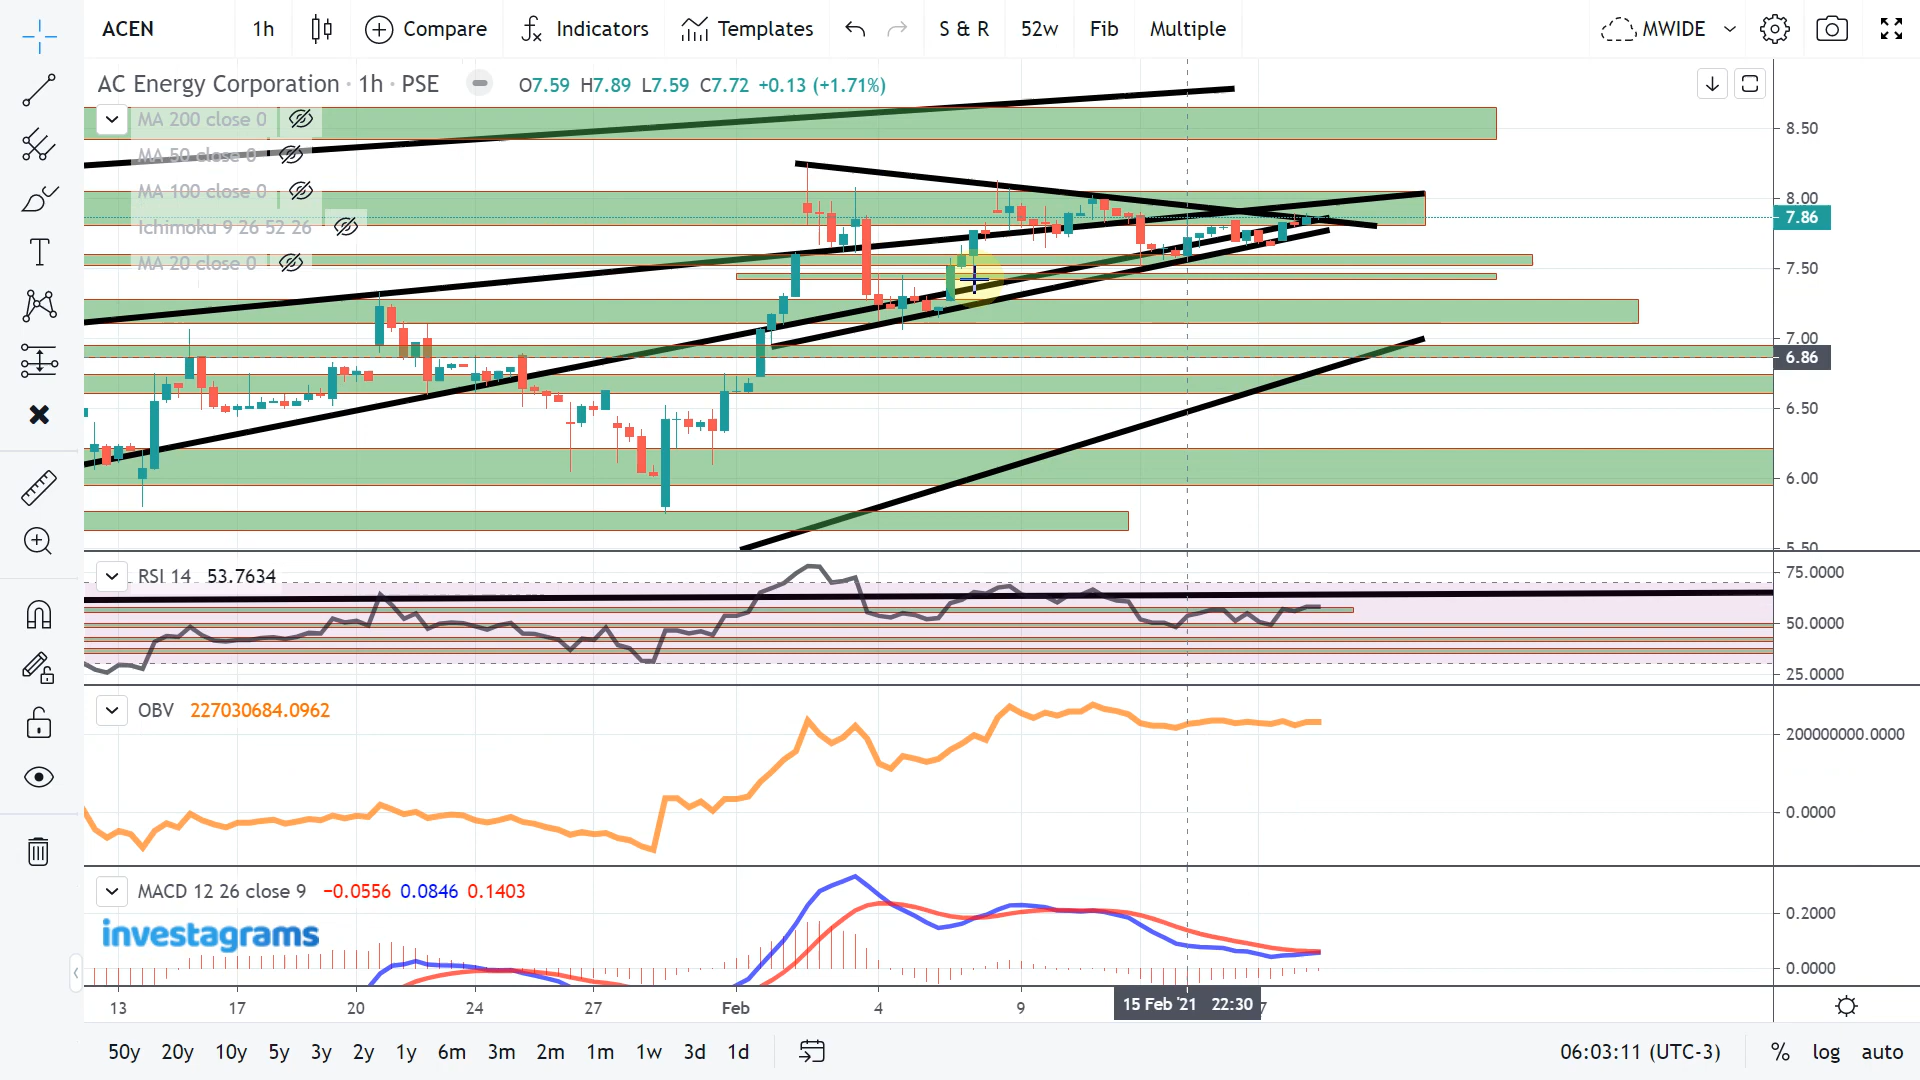 ACEN 1h Compare Indicators Templates S & R 52w Fib Multiple MWIDE
AC Energy Corporation · 1h · PSE O7.59 H7.89 L7.59 C7.72 +0.13 (+1.71%)
MA 200 close 0
MA 50 close 0
MA 100 close 0
Ichimoku 9 26 52 26
MA 20 close 0
8.50
8.00
7.86
7.50
7.00
6.86
6.50
6.00
5.50
RSI 14 53.7634
75.0000
50.0000
25.0000
OBV 227030684.0962
200000000.0000
0.0000
MACD 12 26 close 9 −0.0556 0.0846 0.1403
investagrams
0.2000
0.0000
13 17 20 24 27 Feb 4 9 15 Feb '21 22:30 7
50y 20y 10y 5y 3y 2y 1y 6m 3m 2m 1m 1w 3d 1d 06:03:11 (UTC-3) % log auto